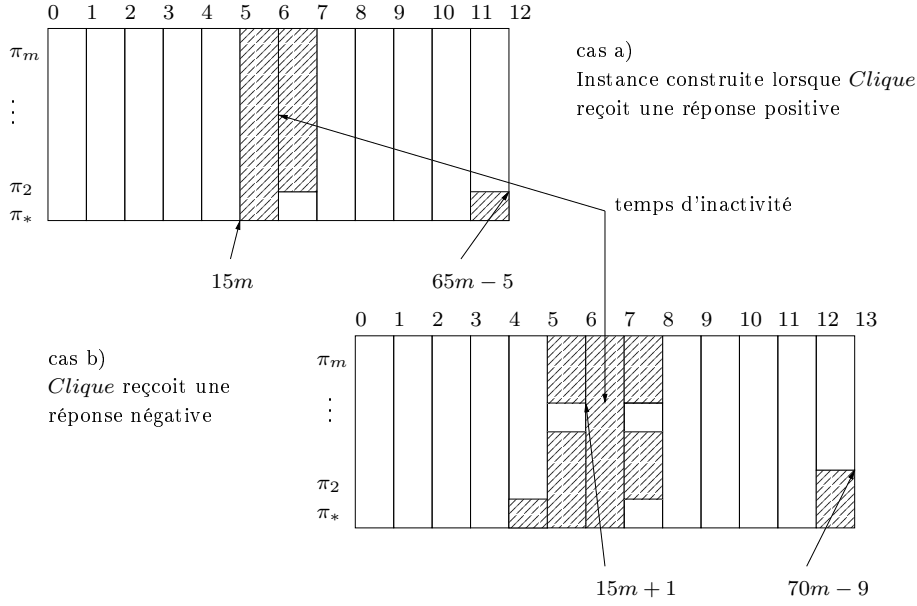 0 1 2 3 4 5 6 7 8 9 10 11 12
π_m
⋮
π_2
π_*
cas a)
Instance construite lorsque Clique
reçoit une réponse positive
temps d'inactivité
15m
65m − 5
0 1 2 3 4 5 6 7 8 9 10 11 12 13
cas b)
Clique reçcoit une
réponse négative
π_m
⋮
π_2
π_*
15m + 1
70m − 9